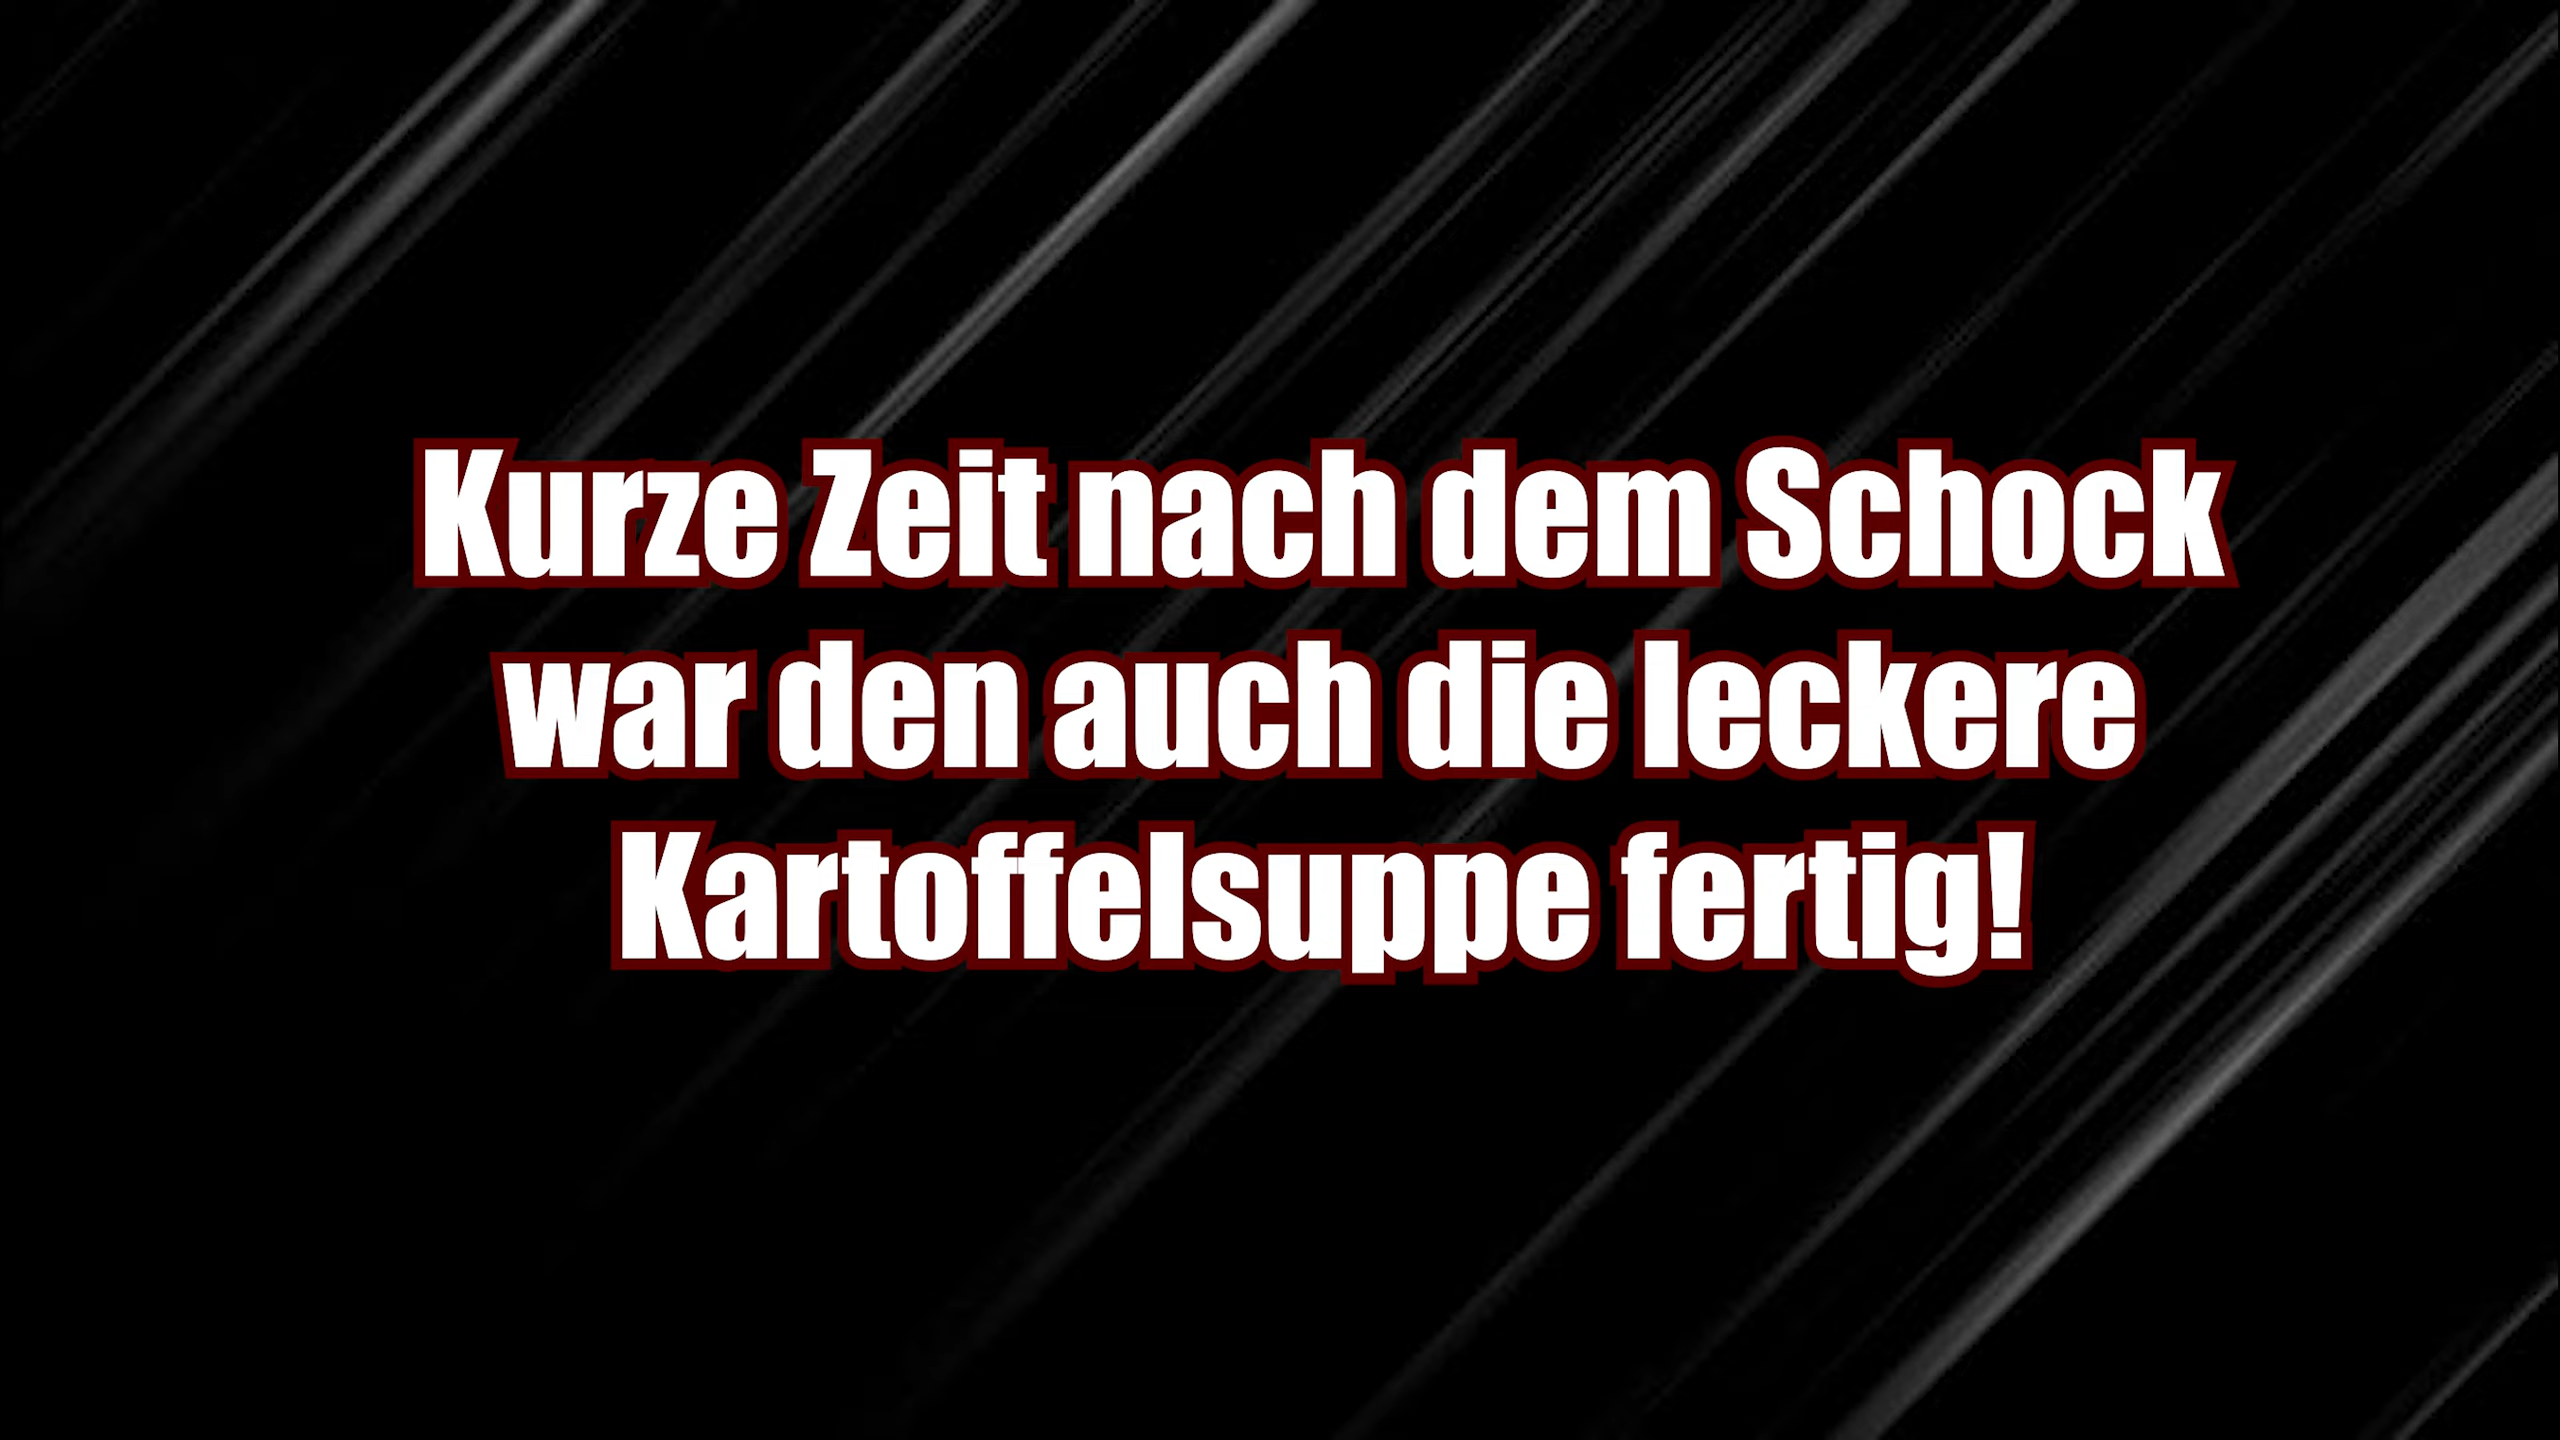 Kurze Zeit nach dem Schock
war den auch die leckere
Kartoffelsuppe fertig!